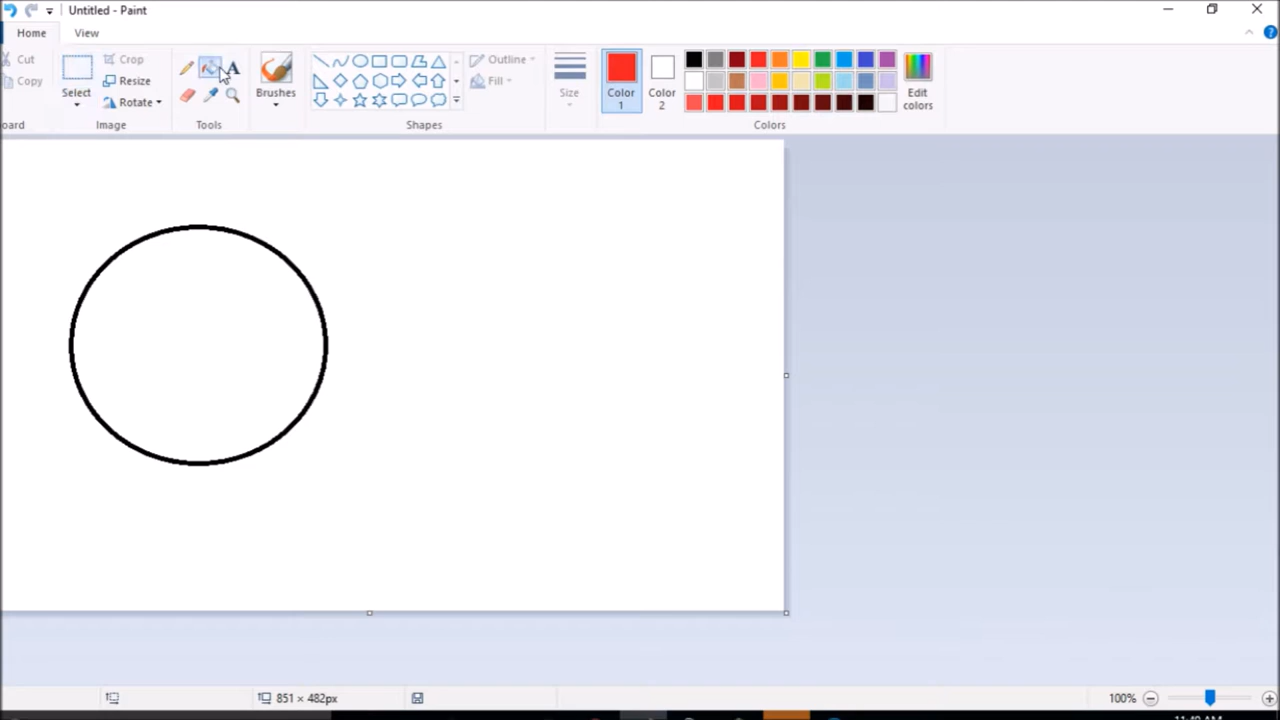 Untitled - Paint
Home View
Cut
Copy
oard
Select
Crop
Resize
Rotate
Image
A
Tools
Brushes
Shapes
Outline
Fill
Size
Color 1
Color 2
Edit colors
Colors
851 × 482px
100%